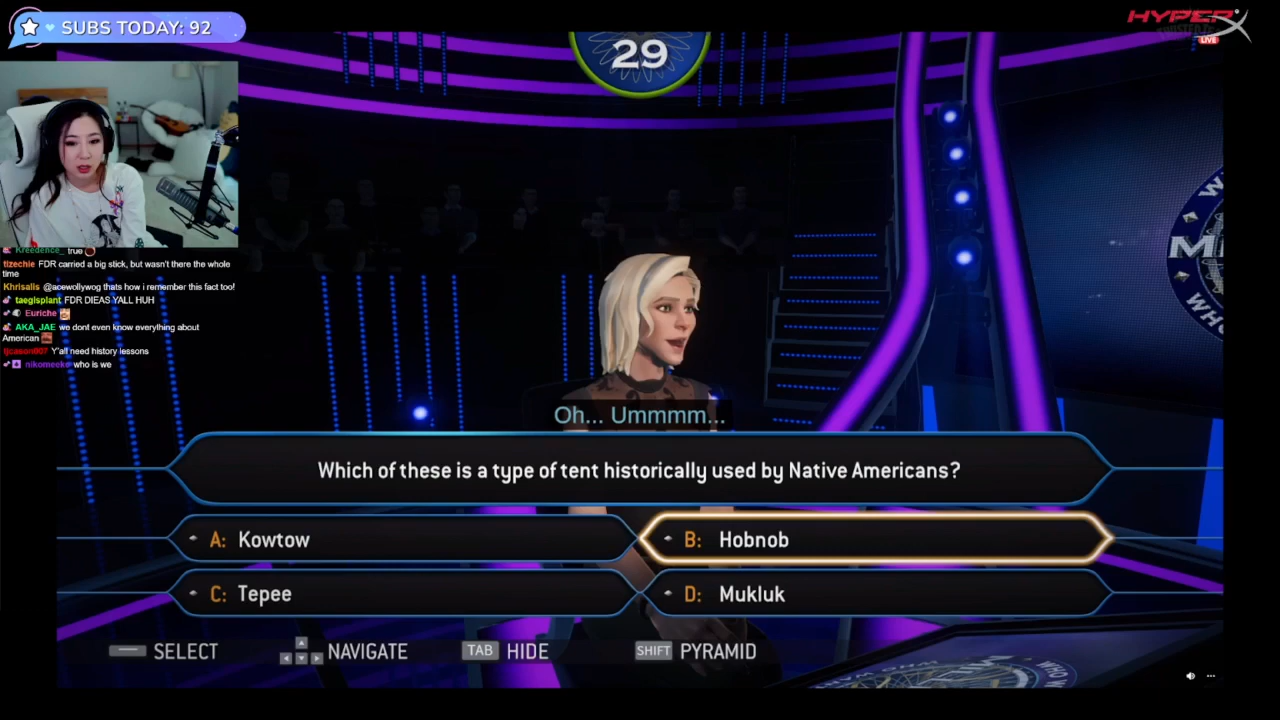 SUBS TODAY: 92
HYPERX
LIVE
29
Kreedence_ true
tizechie FDR carried a big stick, but wasn't there the whole
time
Khrisalis @acewollywog thats how i remember this fact too!
taegisplant FDR DIEAS YALL HUH
Euriche
AKA_JAE we dont even know everything about
American
Y'all need history lessons
who is we
Oh... Ummmm...
Which of these is a type of tent historically used by Native Americans?
A: Kowtow
B: Hobnob
C: Tepee
D: Mukluk
SELECT
NAVIGATE
TAB HIDE
SHIFT PYRAMID